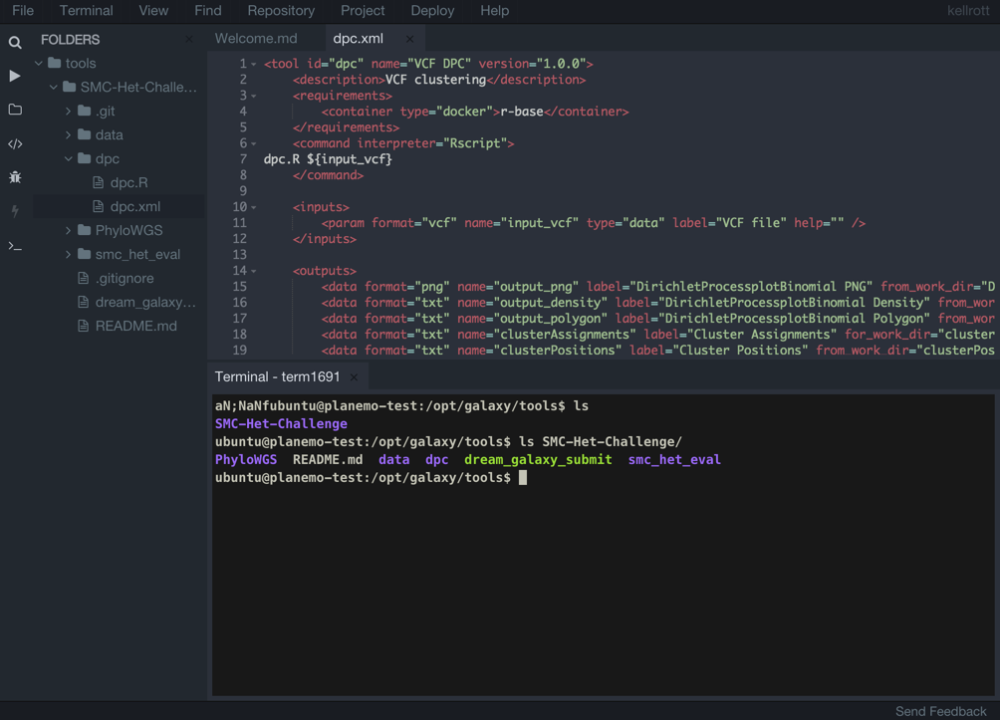 File Terminal View Find Repository Project Deploy Help kellrott
FOLDERS
tools
SMC-Het-Challe...
.git
data
dpc
dpc.R
dpc.xml
PhyloWGS
smc_het_eval
.gitignore
dream_galaxy...
README.md
Welcome.md dpc.xml
1 <tool id="dpc" name="VCF DPC" version="1.0.0">
2 <description>VCF clustering</description>
3 <requirements>
4 <container type="docker">r-base</container>
5 </requirements>
6 <command interpreter="Rscript">
7 dpc.R ${input_vcf}
8 </command>
9
10 <inputs>
11 <param format="vcf" name="input_vcf" type="data" label="VCF file" help="" />
12 </inputs>
13
14 <outputs>
15 <data format="png" name="output_png" label="DirichletProcessplotBinomial PNG" from_work_dir="D
16 <data format="txt" name="output_density" label="DirichletProcessplotBinomial Density" from_wor
17 <data format="txt" name="output_polygon" label="DirichletProcessplotBinomial Polygon" from_wor
18 <data format="txt" name="clusterAssignments" label="Cluster Assignments" for_work_dir="cluster
19 <data format="txt" name="clusterPositions" label="Cluster Positions" from_work_dir="clusterPos
Terminal - term1691
aN;NaNfubuntu@planemo-test:/opt/galaxy/tools$ ls
SMC-Het-Challenge
ubuntu@planemo-test:/opt/galaxy/tools$ ls SMC-Het-Challenge/
PhyloWGS README.md data dpc dream_galaxy_submit smc_het_eval
ubuntu@planemo-test:/opt/galaxy/tools$
Send Feedback